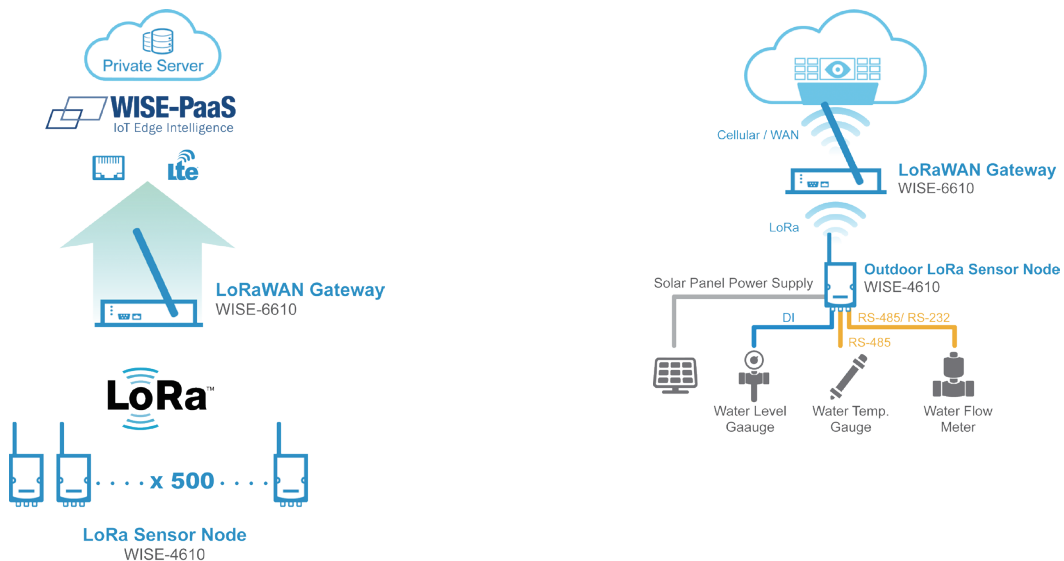 Private Server
WISE-PaaS
IoT Edge Intelligence
Lte
LoRaWAN Gateway
WISE-6610
LoRa™
x 500
LoRa Sensor Node
WISE-4610
Cellular / WAN
LoRaWAN Gateway
WISE-6610
LoRa
Outdoor LoRa Sensor Node
WISE-4610
Solar Panel Power Supply
DI
RS-485/ RS-232
RS-485
Water Level
Gaauge
Water Temp.
Gauge
Water Flow
Meter